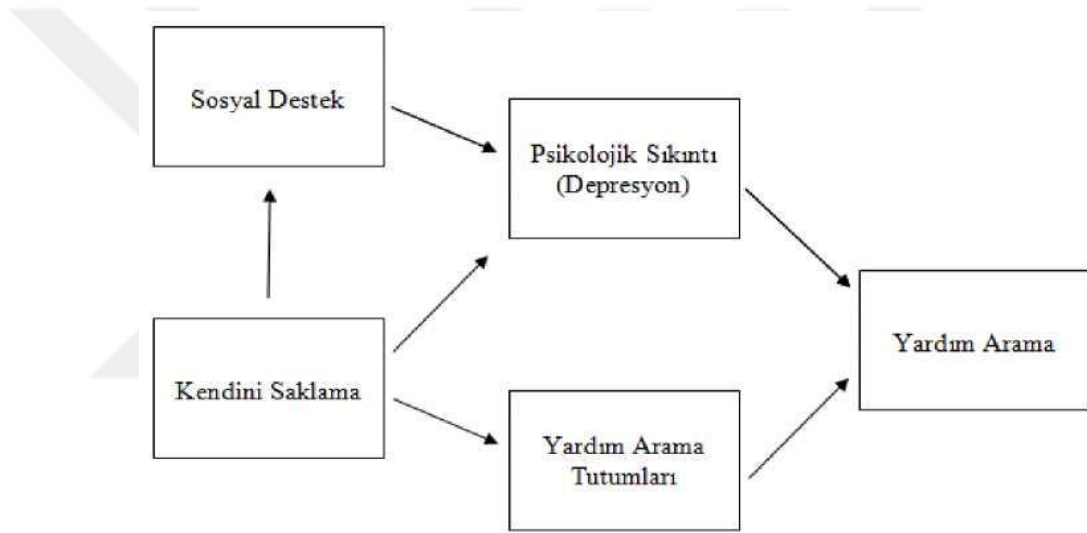 Sosyal Destek
Psikolojik Sıkıntı
(Depresyon)
Yardım Arama
Kendini Saklama
Yardım Arama
Tutumları